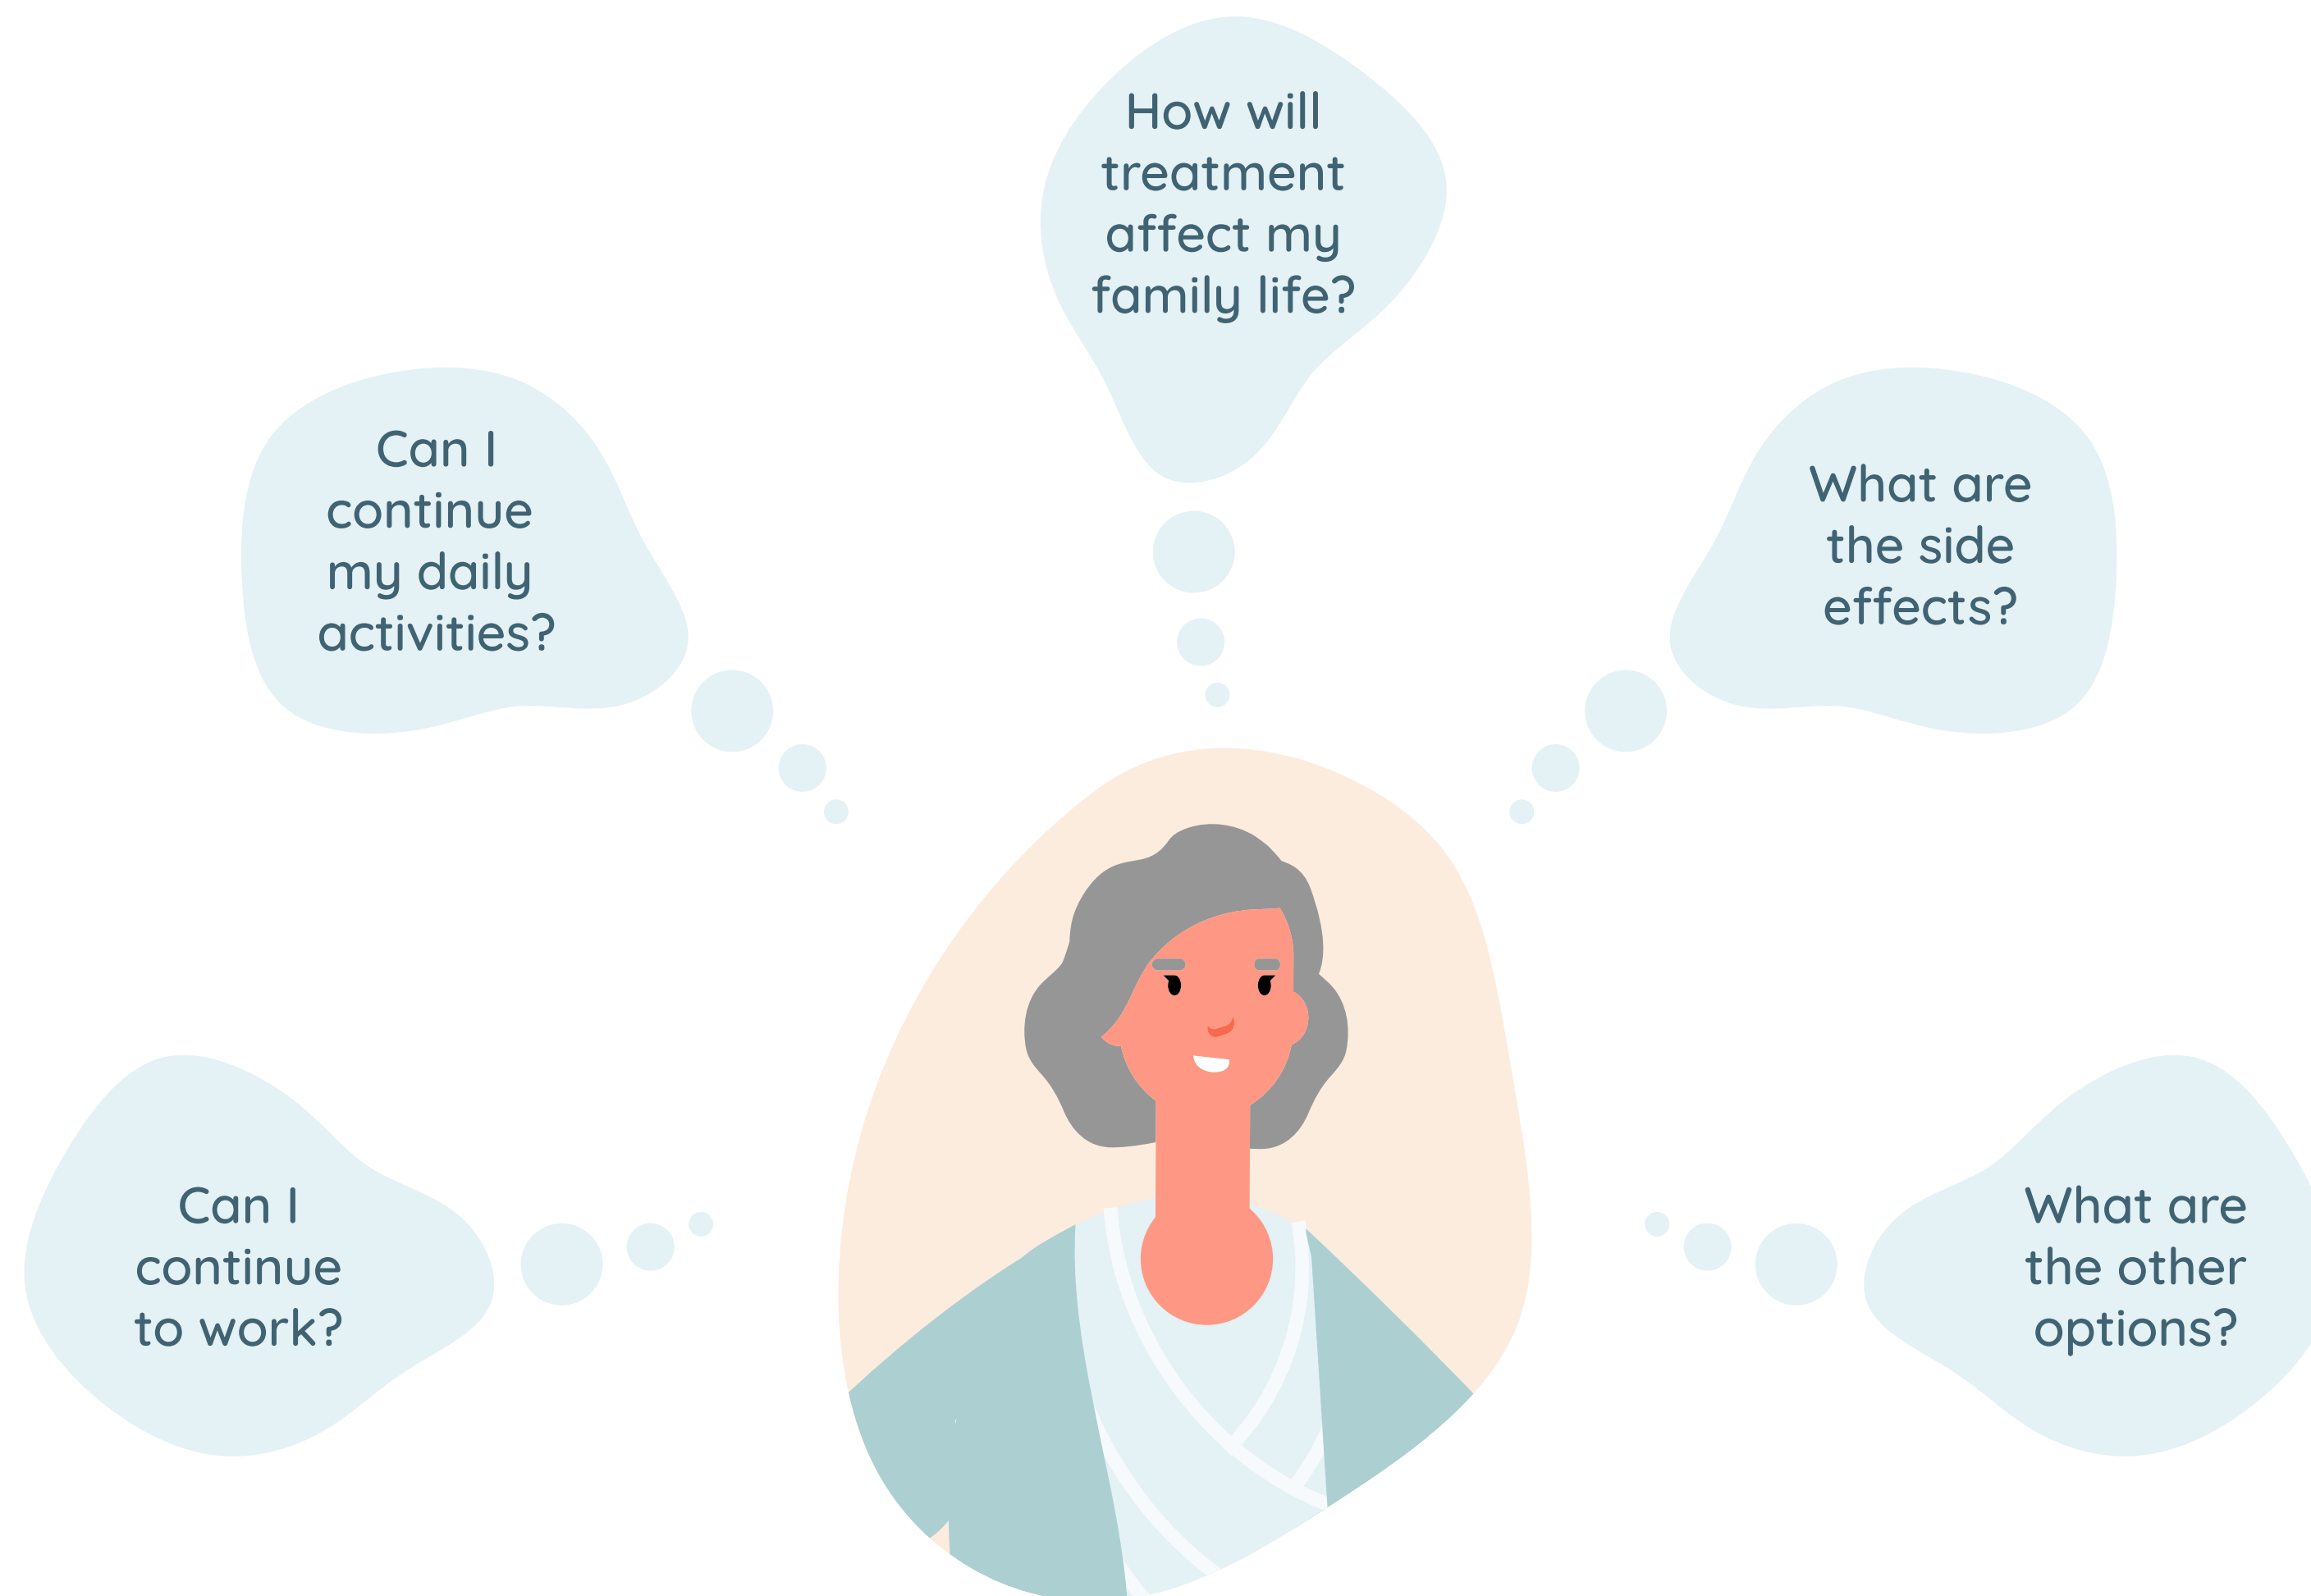 How will
treatment
affect my
family life?
Can I
continue
my daily
activities?
What are
the side
effects?
Can I
continue
to work?
What are
the other
options?